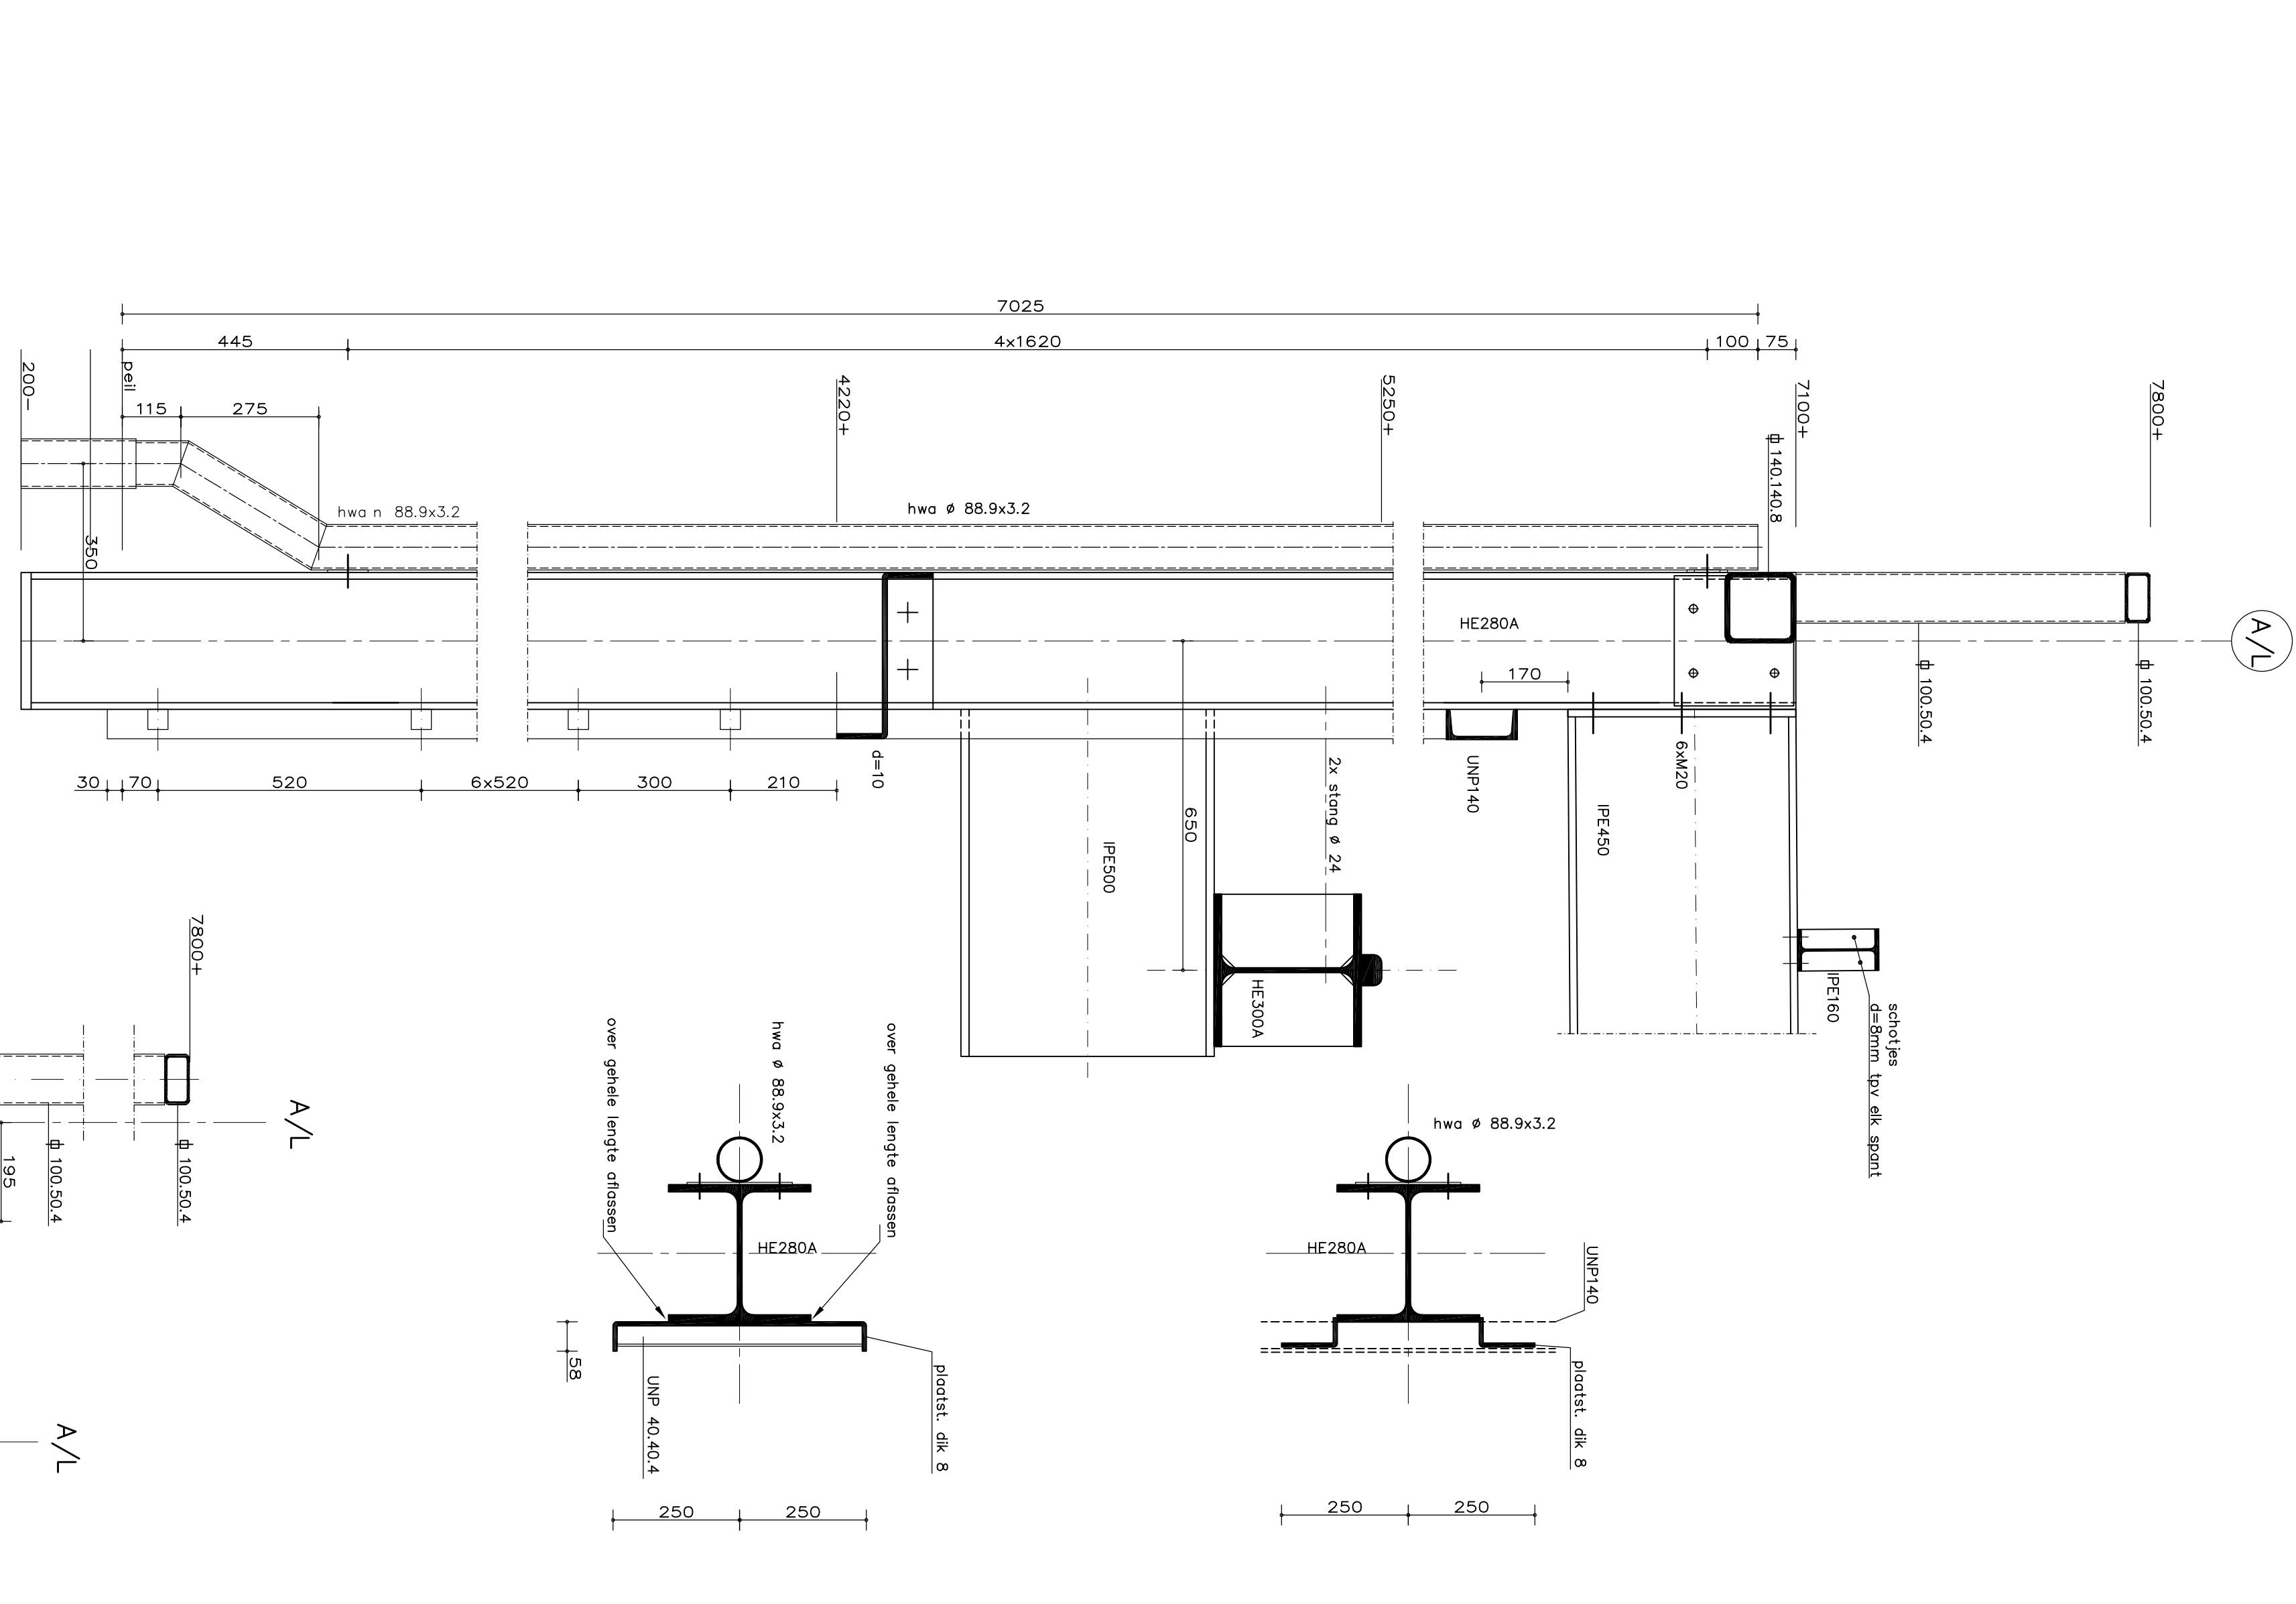 7025
445
4x1620
100
75
200-
peil
115
275
4220+
5250+
7100+
7800+
140.140.8
hwa n 88.9x3.2
hwa ø 88.9x3.2
350
HE280A
A/L
170
100.50.4
100.50.4
30
70
520
6x520
300
210
d=10
650
2x stang ø 24
UNP140
6xM20
IPE450
IPE500
HE300A
IPE160
schotjes
d=8mm tpv elk spant
7800+
A/L
195
100.50.4
100.50.4
A/L
over gehele lengte aflassen
hwa ø 88.9x3.2
over gehele lengte aflassen
HE280A
58
UNP 40.40.4
plaatst. dik 8
250
250
hwa ø 88.9x3.2
HE280A
UNP140
plaatst. dik 8
250
250